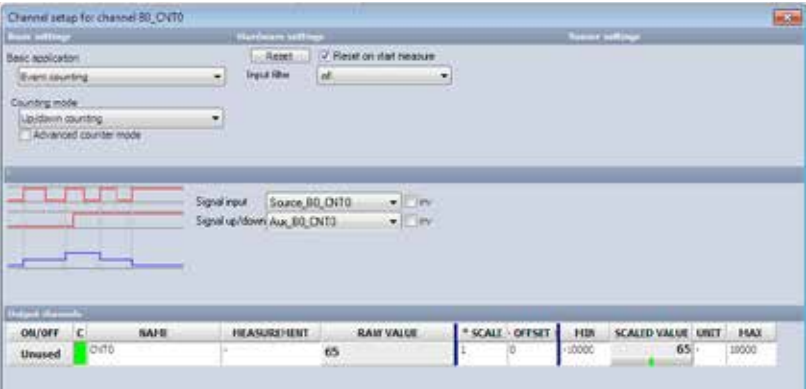 Channel setup for channel B0_CNT0
Basic settings Hardware settings Sensor settings
Basic application Reset Reset on start measure
Event counting Input filter off
Counting mode
Up/down counting
Advanced counter mode
Signal input Source_B0_CNT0 inv
Signal up/down Aux_B0_CNT0 inv
Output channels
ON/OFF C NAME MEASUREMENT RAW VALUE * SCALE - OFFSET MIN SCALED VALUE UNIT MAX
Unused CNT0 - 65 1 0 -10000 65 - 10000